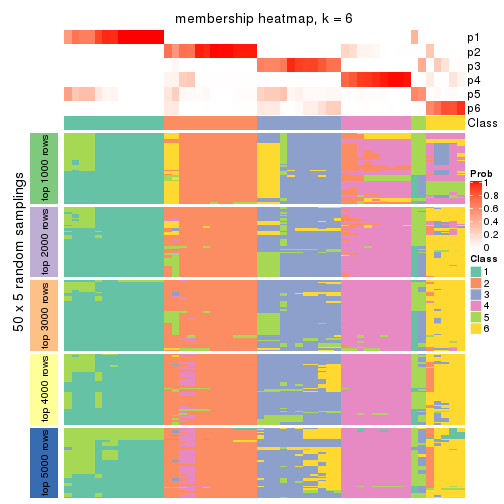 membership heatmap, k = 6
p1
p2
p3
p4
p5
p6
Class
50 x 5 random samplings
top 1000 rows
top 2000 rows
top 3000 rows
top 4000 rows
top 5000 rows
Prob
1
0.8
0.6
0.4
0.2
0
Class
1
2
3
4
5
6